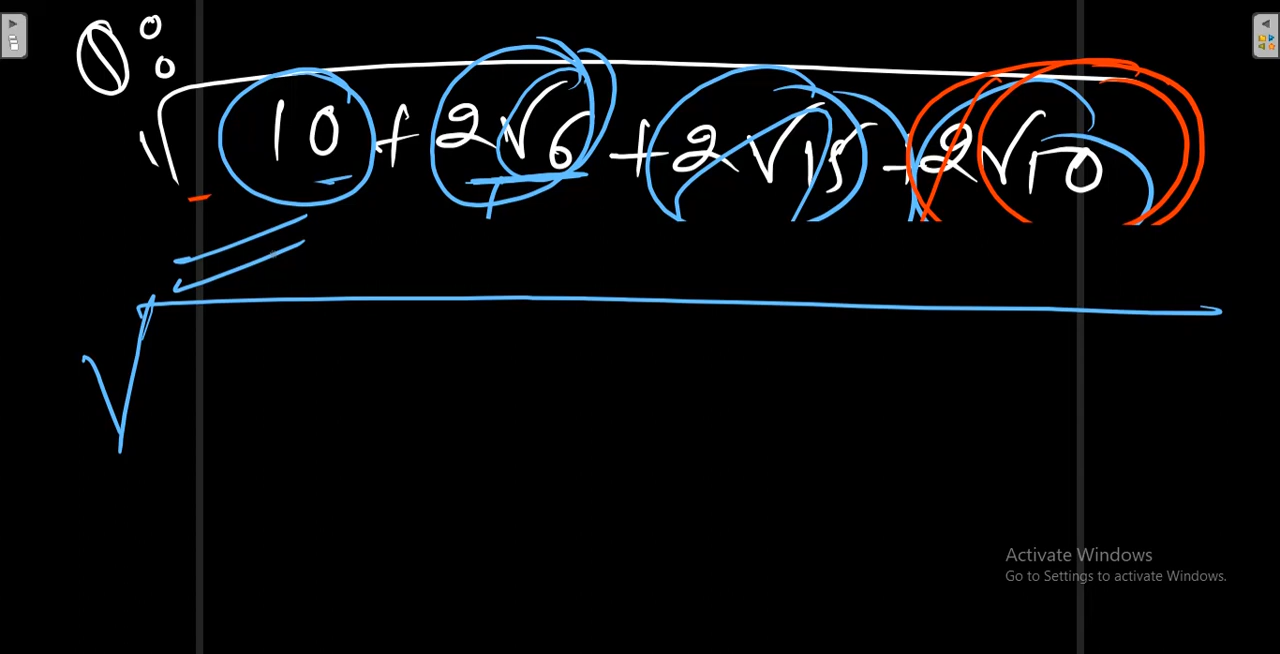 Q:
√10 + 2√6 + 2√15 + 2√10
√
Activate Windows
Go to Settings to activate Windows.